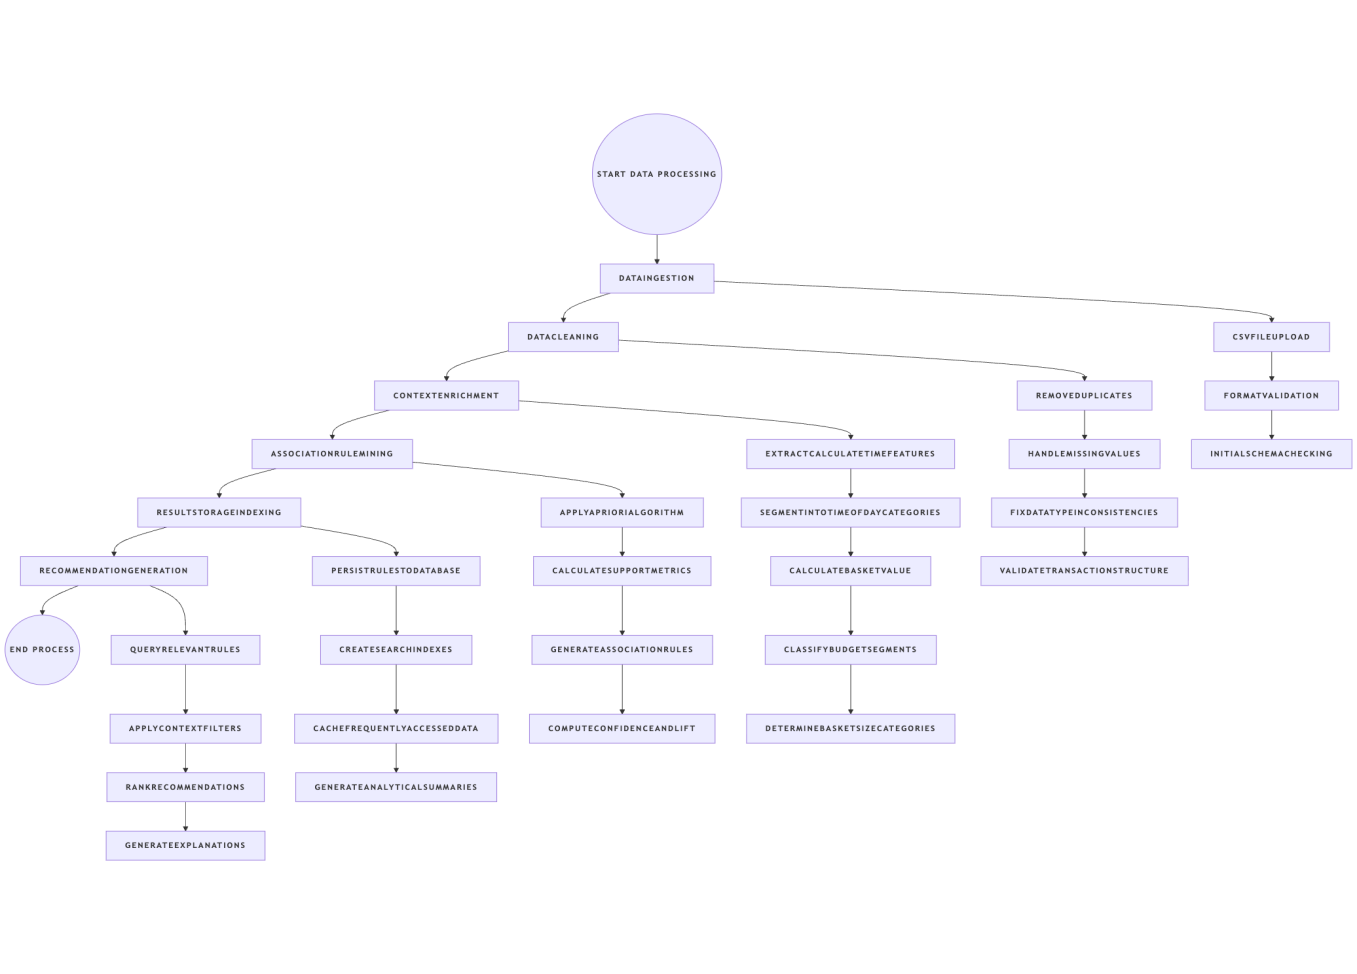 START DATA PROCESSING
DATAINGESTION
DATACLEANING
CSVFILEUPLOAD
CONTEXTENRICHMENT
REMOVEDUPLICATES
FORMATVALIDATION
ASSOCIATIONRULEMINING
EXTRACTCALCULATETIMEFEATURES
HANDLEMISSINGVALUES
INITIALSCHEMACHECKING
RESULTSTORAGEINDEXING
APPLYAPRIORIALGORITHM
SEGMENTINTOTIMEOFDAYCATEGORIES
FIXDATATYPEINCONSISTENCIES
RECOMMENDATIONGENERATION
PERSISTRULESTODATABASE
CALCULATESUPPORTMETRICS
CALCULATEBASKETVALUE
VALIDATETRANSACTIONSTRUCTURE
END PROCESS
QUERYRELEVANTRULES
CREATESEARCHINDEXES
GENERATEASSOCIATIONRULES
CLASSIFYBUDGETSEGMENTS
APPLYCONTEXTFILTERS
CACHEFREQUENTLYACCESSEDDATA
COMPUTECONFIDENCEANDLIFT
DETERMINEBASKETSIZECATEGORIES
RANKRECOMMENDATIONS
GENERATEANALYTICALSUMMARIES
GENERATEEXPLANATIONS